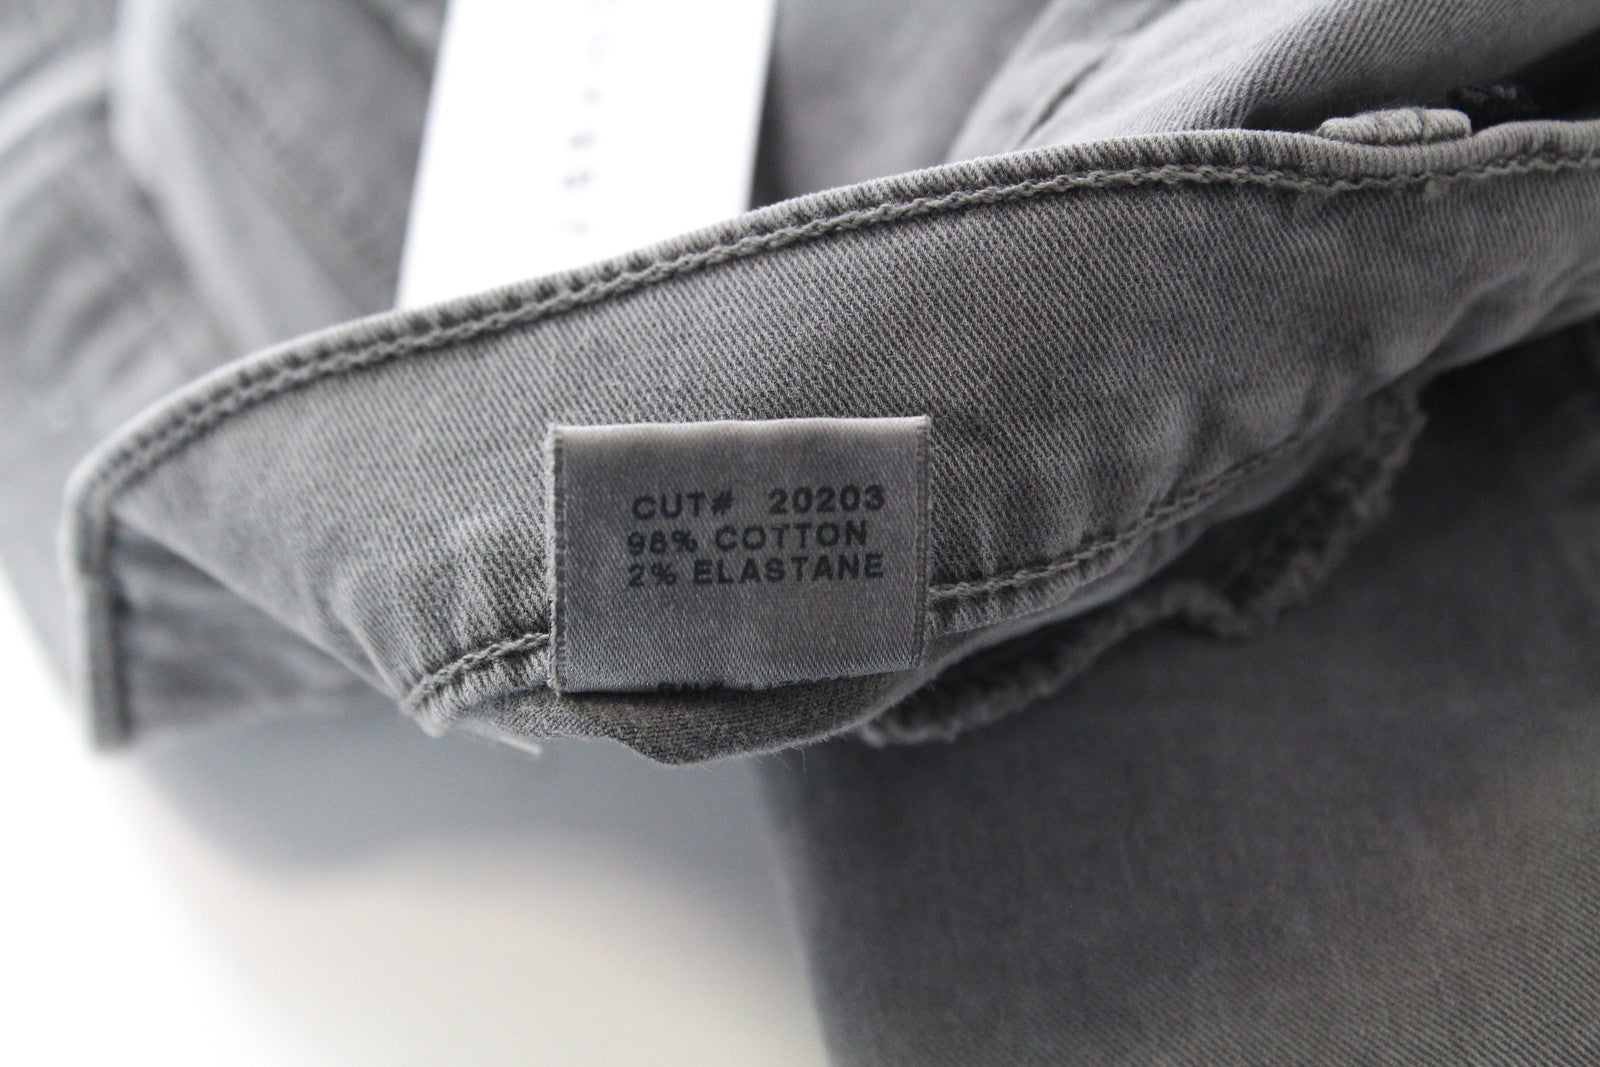 CUT# 20203
98% COTTON
2% ELASTANE